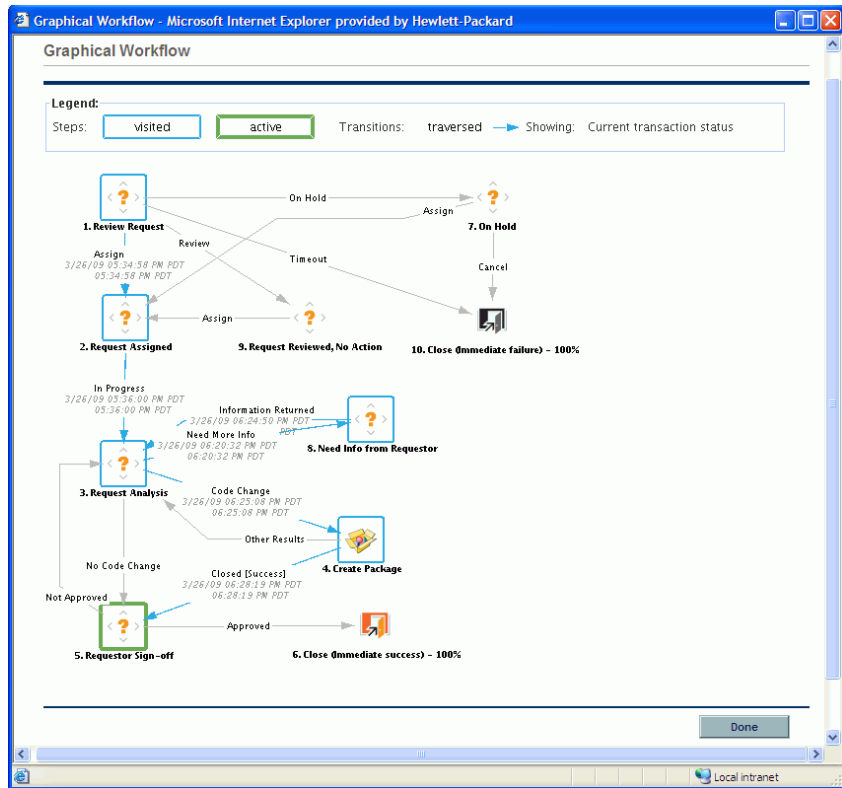 Graphical Workflow - Microsoft Internet Explorer provided by Hewlett-Packard
Graphical Workflow
Legend:
Steps: visited active Transitions: traversed Showing: Current transaction status
On Hold
Assign
1. Review Request
7. On Hold
Review
Assign
3/26/09 05:34:58 PM PDT
05:34:58 PM PDT
Timeout
Cancel
Assign
2. Request Assigned
9. Request Reviewed, No Action
10. Close (Immediate failure) - 100%
In Progress
3/26/09 05:36:00 PM PDT
05:36:00 PM PDT
Information Returned
3/26/09 06:24:50 PM PDT
PDT
Need More Info
3/26/09 06:20:32 PM PDT
06:20:32 PM PDT
8. Need Info from Requestor
3. Request Analysis
Code Change
3/26/09 06:25:08 PM PDT
06:25:08 PM PDT
Other Results
4. Create Package
No Code Change
Closed [Success]
3/26/09 06:28:19 PM PDT
06:28:19 PM PDT
Not Approved
Approved
5. Requestor Sign-off
6. Close (Immediate success) - 100%
Done
Local intranet